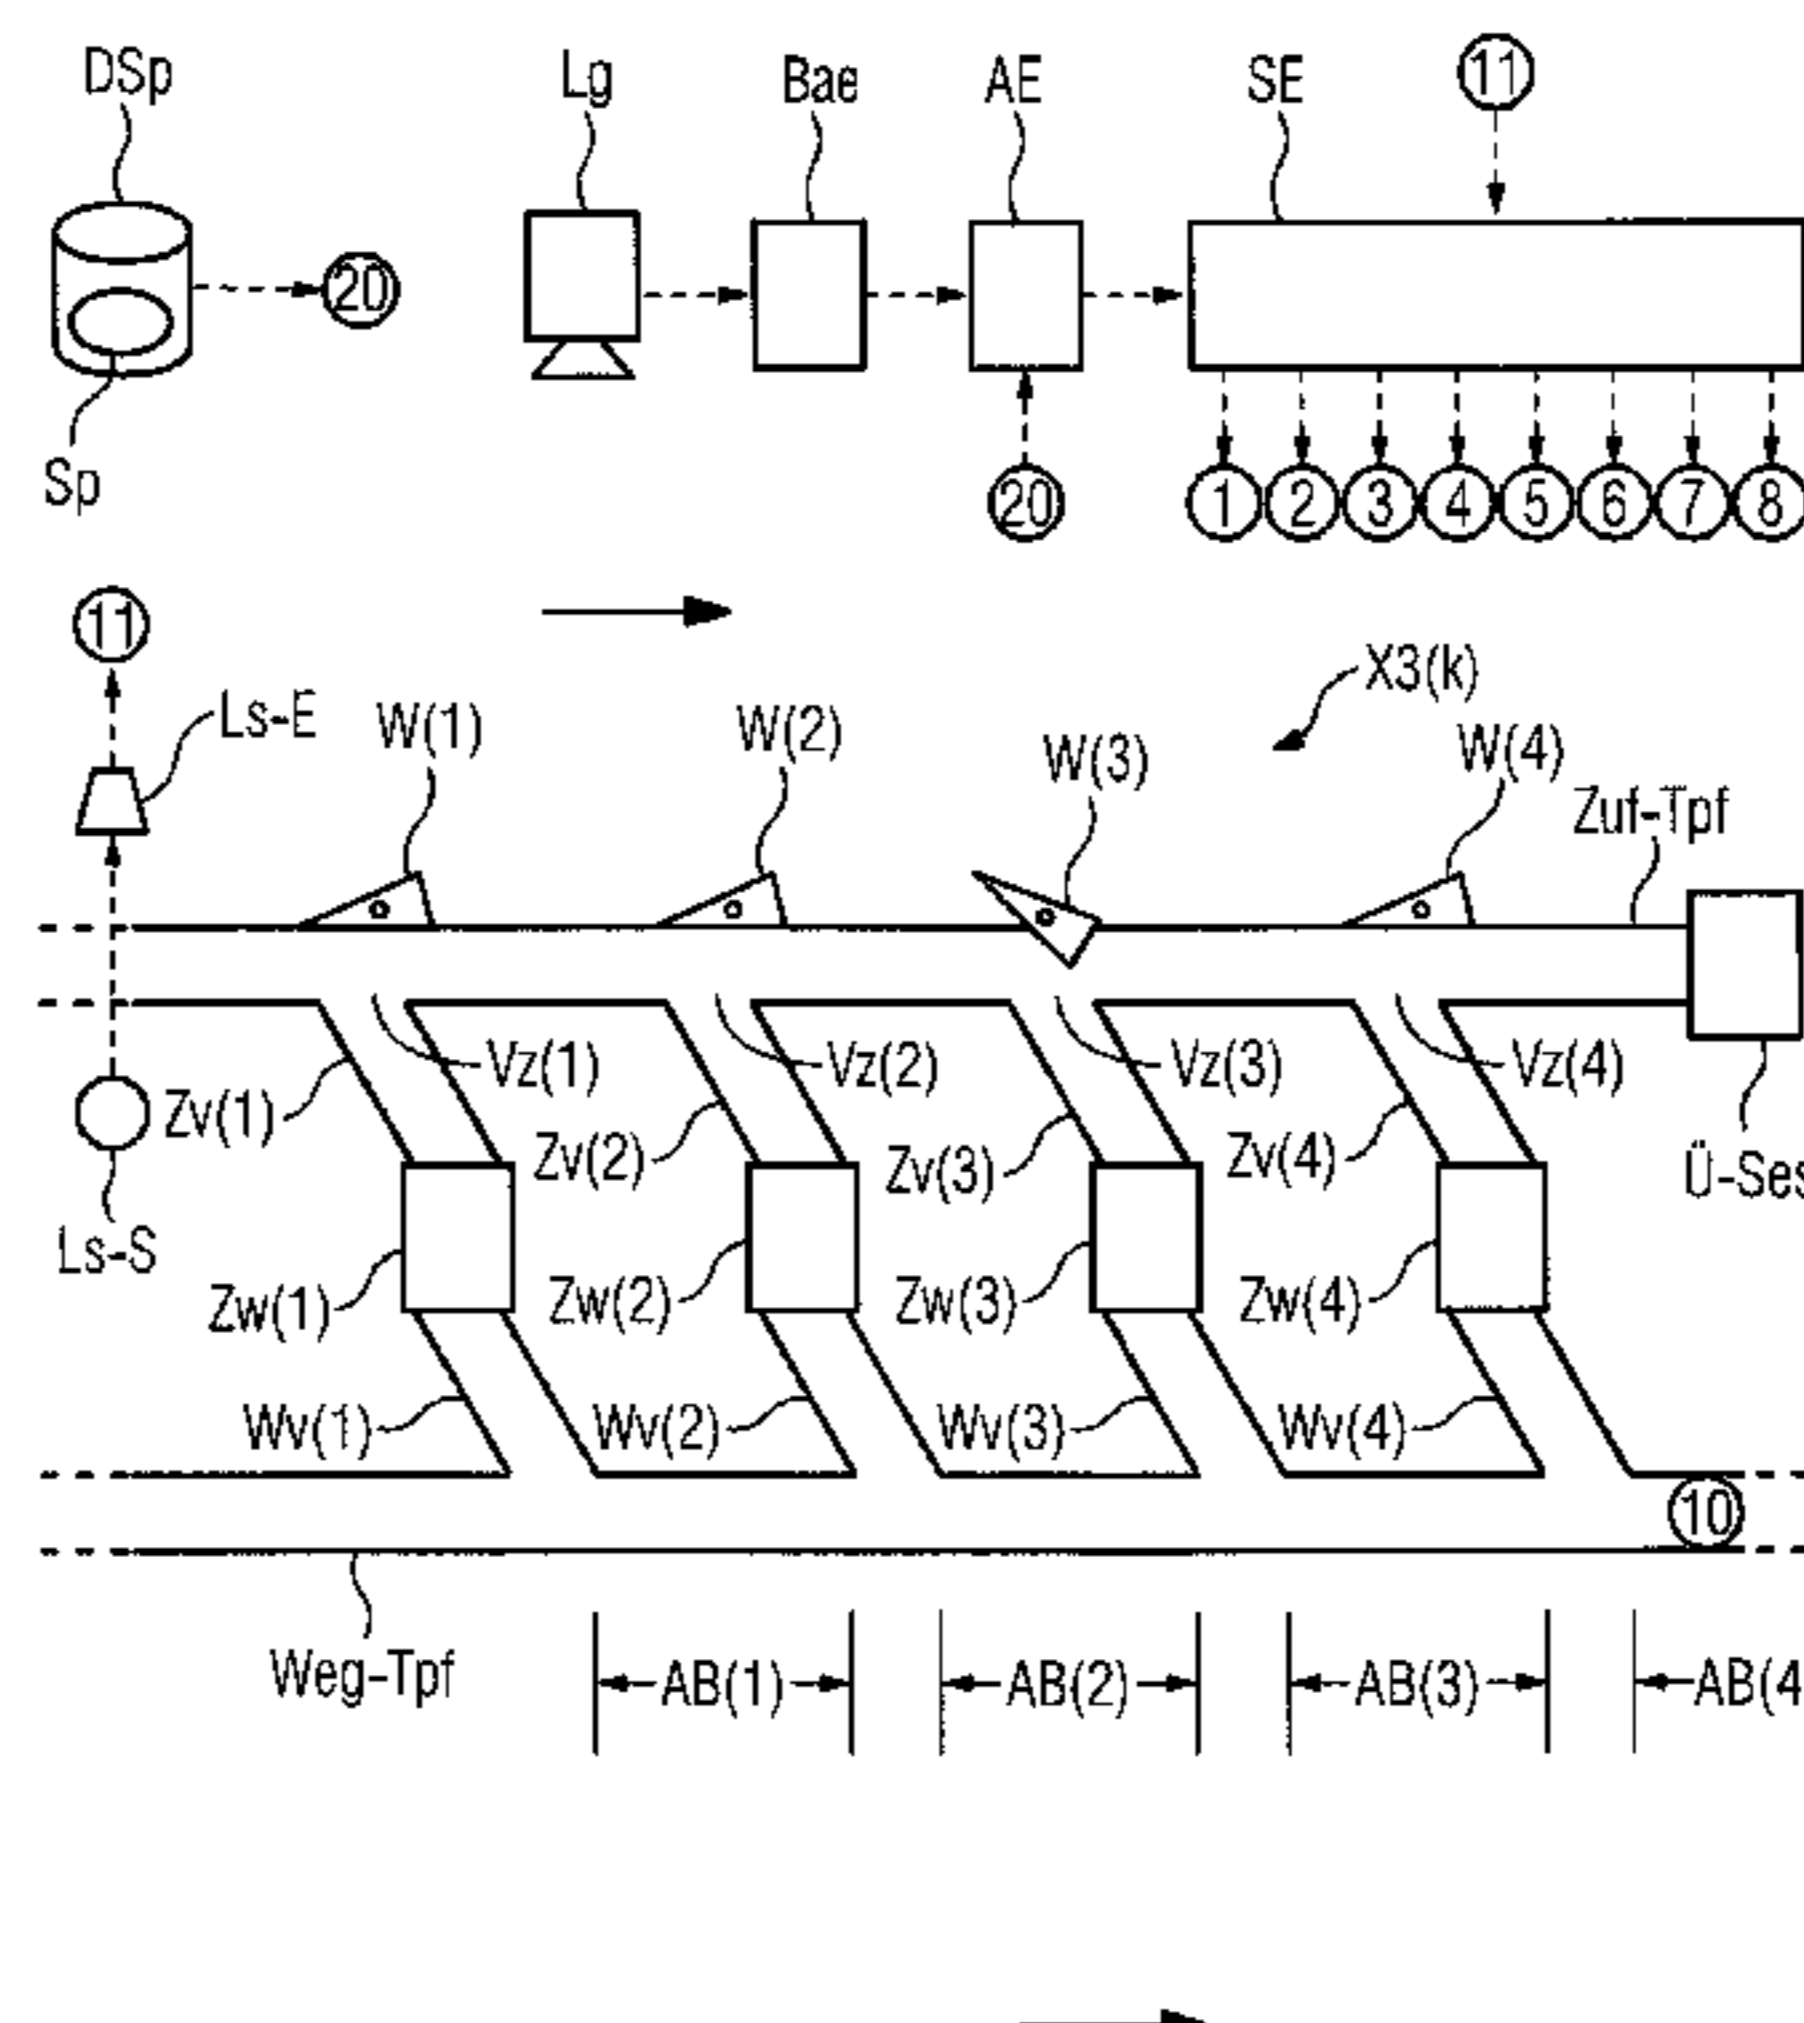 DSp Lg Bae AE SE 11
20
Sp 20 1 2 3 4 5 6 7 8
11
X3(k)
Ls-E W(1) W(2) W(3) W(4)
Zuf-Tpf
Vz(1) Vz(2) Vz(3) Vz(4)
Zv(1) Zv(2) Zv(3) Zv(4)
Ü-Ses
Ls-S
Zw(1) Zw(2) Zw(3) Zw(4)
Wv(1) Wv(2) Wv(3) Wv(4)
10
Weg-Tpf AB(1) AB(2) AB(3) AB(4